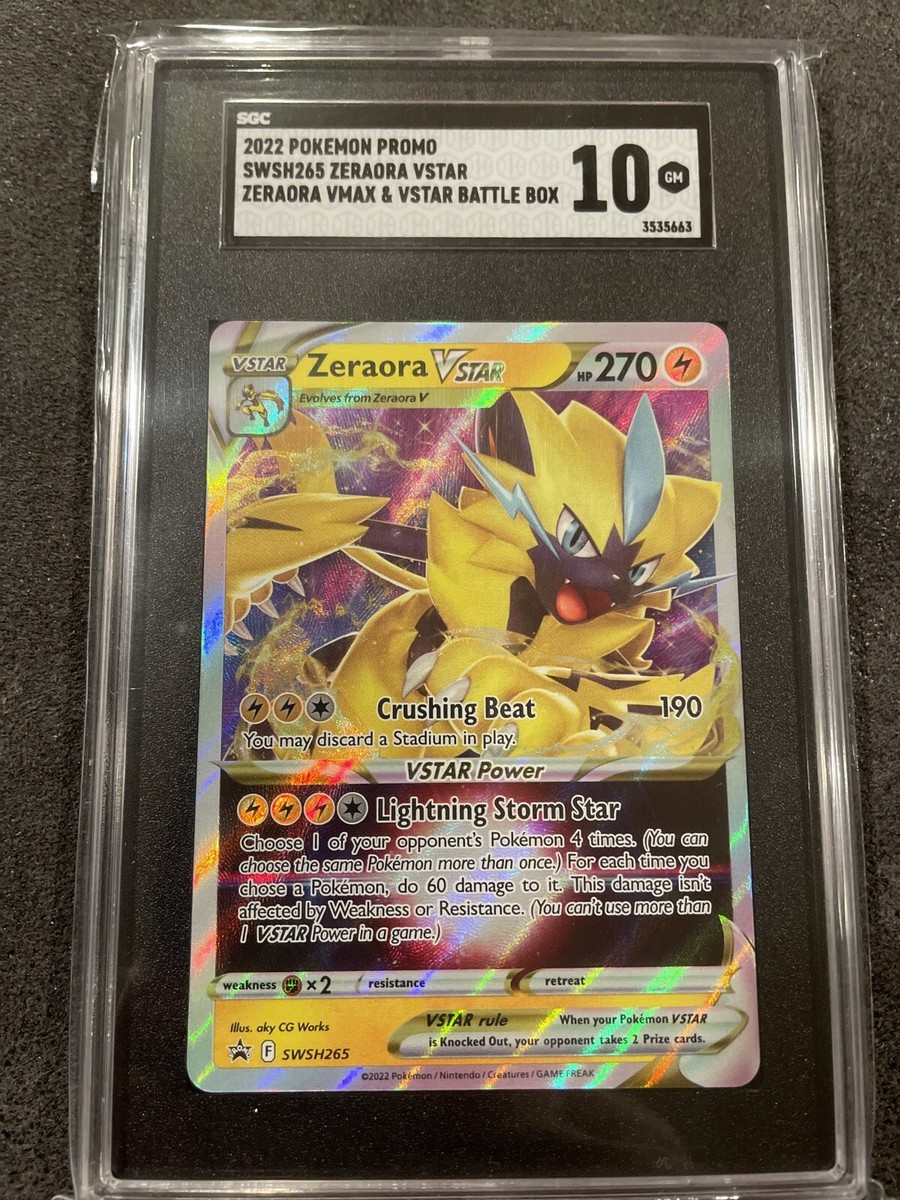 SGC
2022 POKEMON PROMO
SWSH265 ZERAORA VSTAR
ZERAORA VMAX & VSTAR BATTLE BOX
10 GM
3535663
VSTAR Zeraora VSTAR HP 270
Evolves from Zeraora V
Crushing Beat 190
You may discard a Stadium in play.
VSTAR Power
Lightning Storm Star
Choose 1 of your opponent's Pokémon 4 times. (You can
choose the same Pokémon more than once.) For each time you
chose a Pokémon, do 60 damage to it. This damage isn't
affected by Weakness or Resistance. (You can't use more than
1 VSTAR Power in a game.)
weakness ×2 resistance retreat
Illus. aky CG Works
VSTAR rule When your Pokémon VSTAR
is Knocked Out, your opponent takes 2 Prize cards.
F SWSH265
©2022 Pokémon / Nintendo / Creatures / GAME FREAK